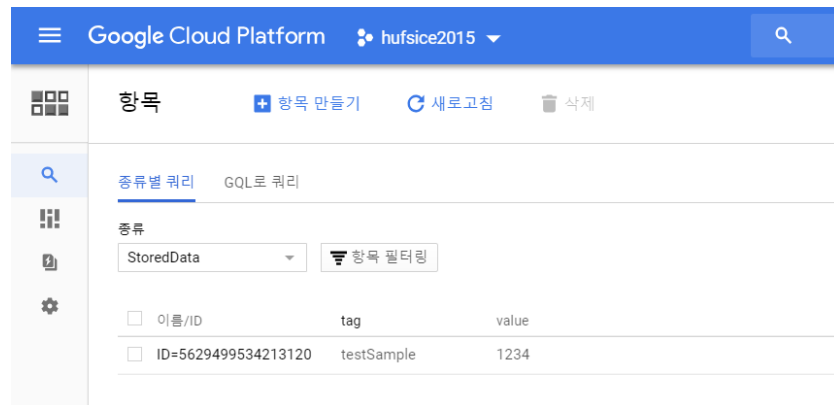 Google Cloud Platform hufsice2015
항목 항목 만들기 새로고침 삭제
종류별 쿼리 GQL로 쿼리
종류
StoredData 항목 필터링
이름/ID tag value
ID=5629499534213120 testSample 1234